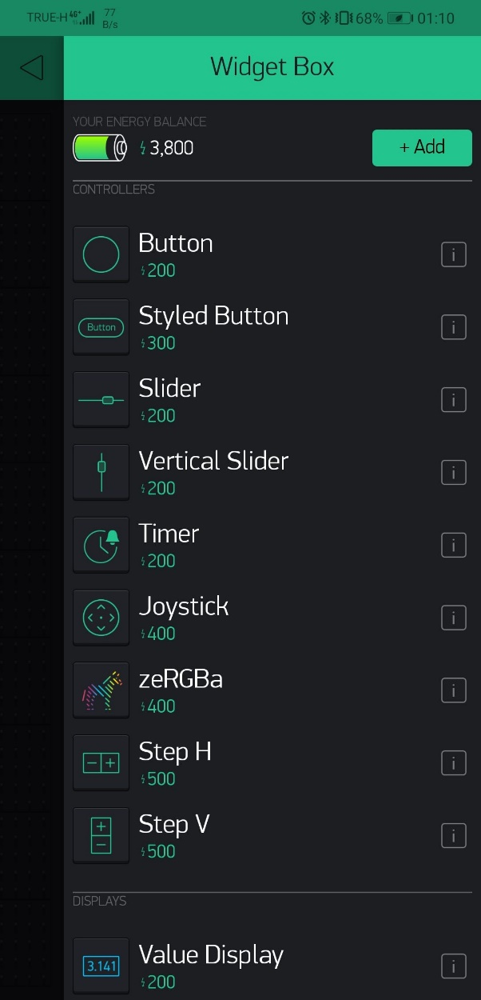 TRUE-H 4G+ 77 B/s 68% 01:10
Widget Box
YOUR ENERGY BALANCE
3,800
+ Add
CONTROLLERS
Button
200
Button
Styled Button
300
Slider
200
Vertical Slider
200
Timer
200
Joystick
400
zeRGBa
400
Step H
500
Step V
500
DISPLAYS
3.141
Value Display
200